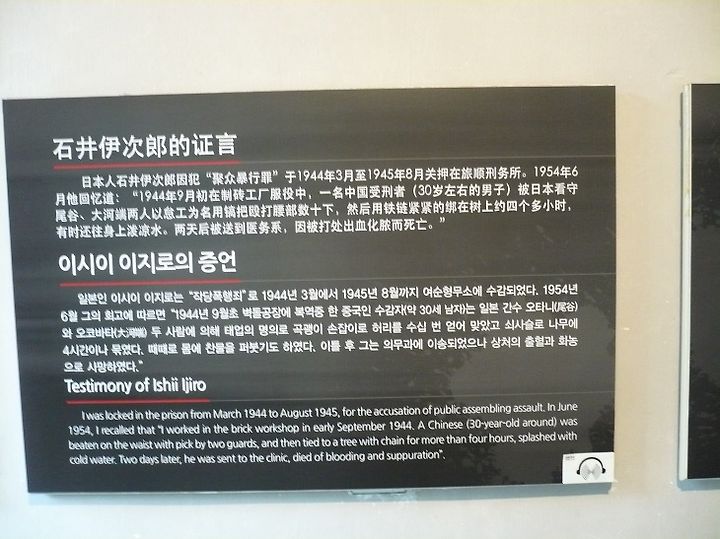 石井伊次郎的证言
日本人石井伊次郎因犯“聚众暴行罪”于1944年3月至1945年8月关押在旅顺刑务所。1954年6
月他回忆道：“1944年9月初在制砖工厂服役中，一名中国受刑者（30岁左右的男子）被日本看守
尾谷、大河端两人以怠工为名用镐把殴打腰部数十下，然后用铁链紧紧的绑在树上约四个多小时，
有时还往身上泼凉水。两天后被送到医务系，因被打处出血化脓而死亡。”
이시이 이지로의 증언
일본인 이시이 이지로는 “작당폭행죄”로 1944년 3월에서 1945년 8월까지 여순형무소에 수감되었다. 1954년
6월 그의 회고에 따르면 “1944년 9월초 벽돌공장에 복역중 한 중국인 수감자(약 30세 남자)는 일본 간수 오타니(尾谷)
와 오코바타(大河端) 두 사람에 의해 태업의 명의로 곡괭이 손잡이로 허리를 수십 번 얻어 맞았고 쇠사슬로 나무에
4시간이나 묶였다. 때때로 몸에 찬물을 퍼붓기도 하였다. 이틀 후 그는 의무과에 이송되었으나 상처의 출혈과 화농
으로 사망하였다.”
Testimony of Ishii Ijiro
I was locked in the prison from March 1944 to August 1945, for the accusation of public assembling assault. In June
1954, I recalled that “I worked in the brick workshop in early September 1944. A Chinese (30-year-old around) was
beaten on the waist with pick by two guards, and then tied to a tree with chain for more than four hours, splashed with
cold water. Two days later, he was sent to the clinic, died of blooding and suppuration”.